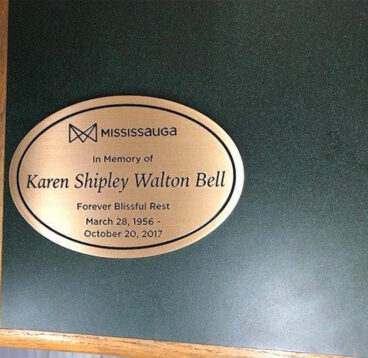 MISSISSauGa
In Memory of
Karen Shipley Walton Bell
Forever Blissful Rest
March 28, 1956 -
October 20, 2017